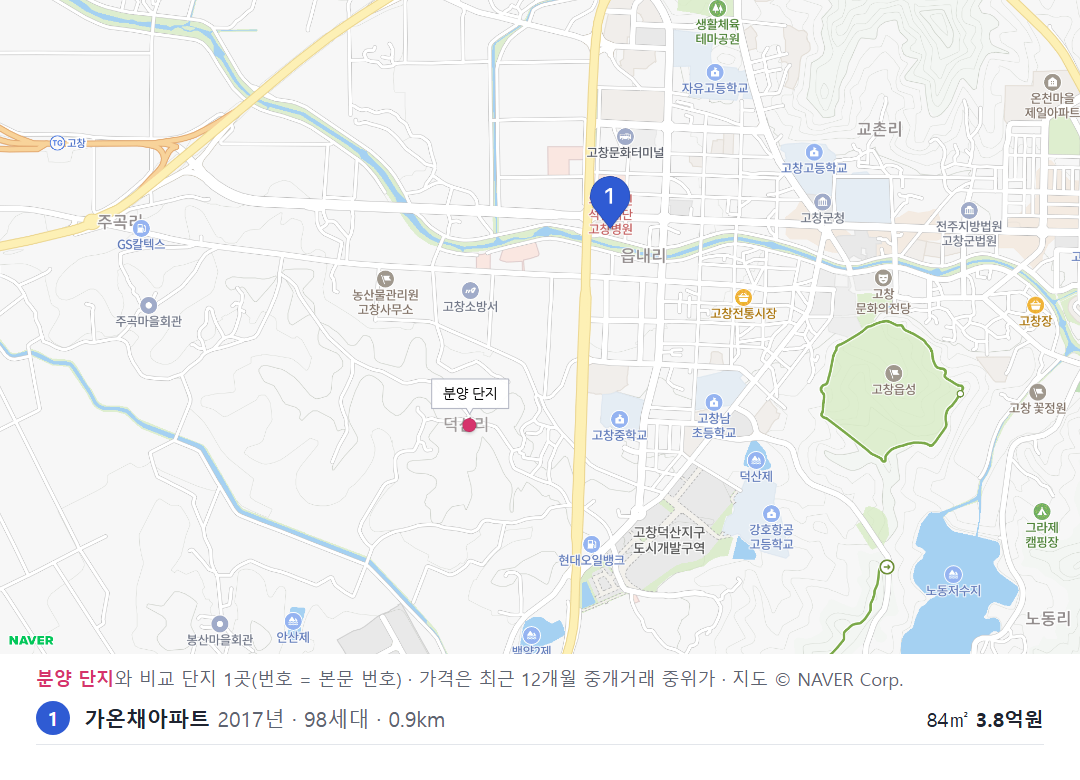 생활체육
테마공원
자유고등학교
온천마을
제일아파트
TG 고창
고창문화터미널
교촌리
고창고등학교
1
주곡리
GS칼텍스
고창병원
고창군청
전주지방법원
고창군법원
읍내리
농산물관리원
고창사무소
고창소방서
주곡마을회관
고창전통시장
고창
문화의전당
고창장
고창읍성
분양 단지
고창 꽃정원
고창중학교
고창남
초등학교
덕산제
고창덕산지구
도시개발구역
강호항공
고등학교
그라제
캠핑장
현대오일뱅크
노동저수지
노동리
봉산마을회관
안산제
백양2제
NAVER
분양 단지와 비교 단지 1곳(번호 = 본문 번호) · 가격은 최근 12개월 중개거래 중위가 · 지도 © NAVER Corp.
1 가온채아파트 2017년 · 98세대 · 0.9km 84㎡ 3.8억원